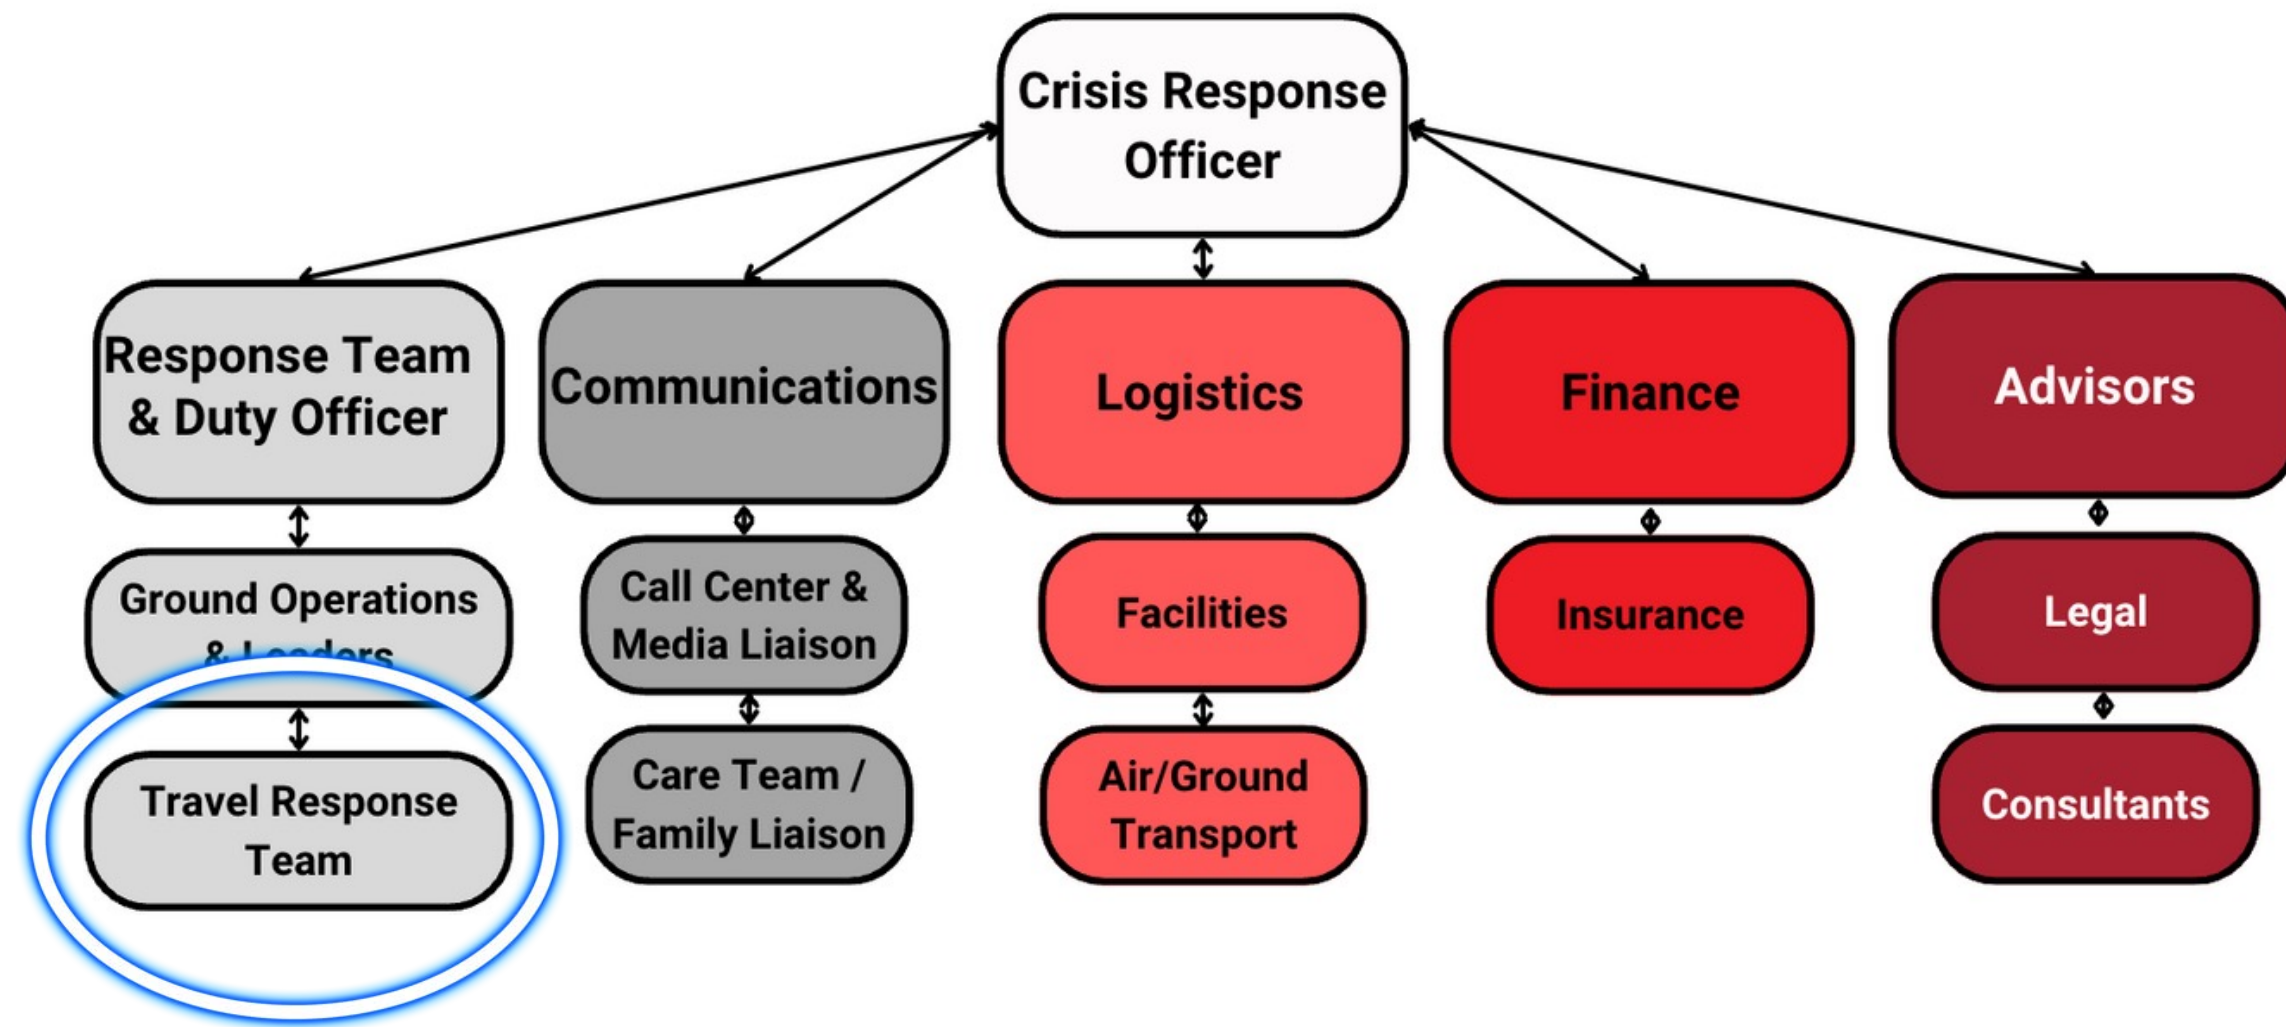 Crisis Response
Officer
Response Team
& Duty Officer
Communications
Logistics
Finance
Advisors
Ground Operations
& Leaders
Call Center &
Media Liaison
Facilities
Insurance
Legal
Travel Response
Team
Care Team /
Family Liaison
Air/Ground
Transport
Consultants